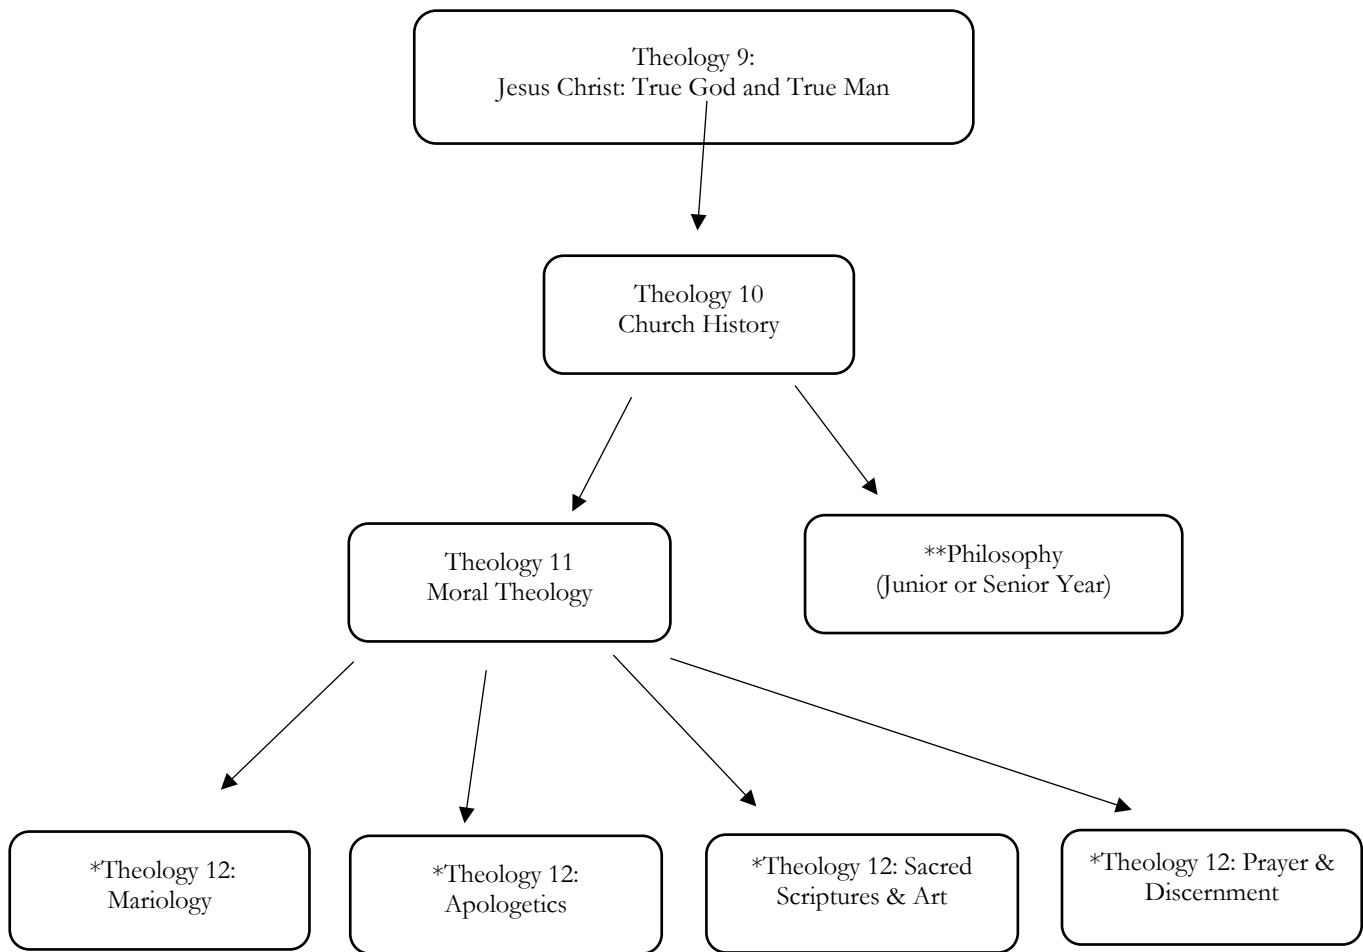 Theology 9:
Jesus Christ: True God and True Man
Theology 10
Church History
Theology 11
Moral Theology
**Philosophy
(Junior or Senior Year)
*Theology 12:
Mariology
*Theology 12:
Apologetics
*Theology 12: Sacred
Scriptures & Art
*Theology 12: Prayer &
Discernment